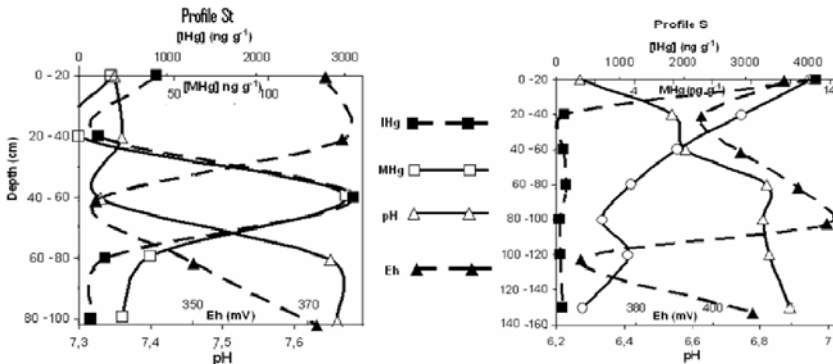 Profile St
[IHg] (ng g⁻¹)
0 1000 2000 3000
[MHg] ng g⁻¹)
50 100
Depth (cm)
0 - 20
20 - 40
40 - 60
60 - 80
80 - 100
350 370
Eh (mV)
7,3 7,4 7,5 7,6
pH
IHg
MHg
pH
Eh
Profile S
[IHg] (ng g⁻¹)
0 1000 2000 3000 4000
4 MHg (ng g⁻¹) 14
0 -20
20 -40
40 -60
60 -80
80 -100
100 -120
120 -140
140 -160
380 400
Eh (mV)
6,2 6,4 6,6 6,8
pH